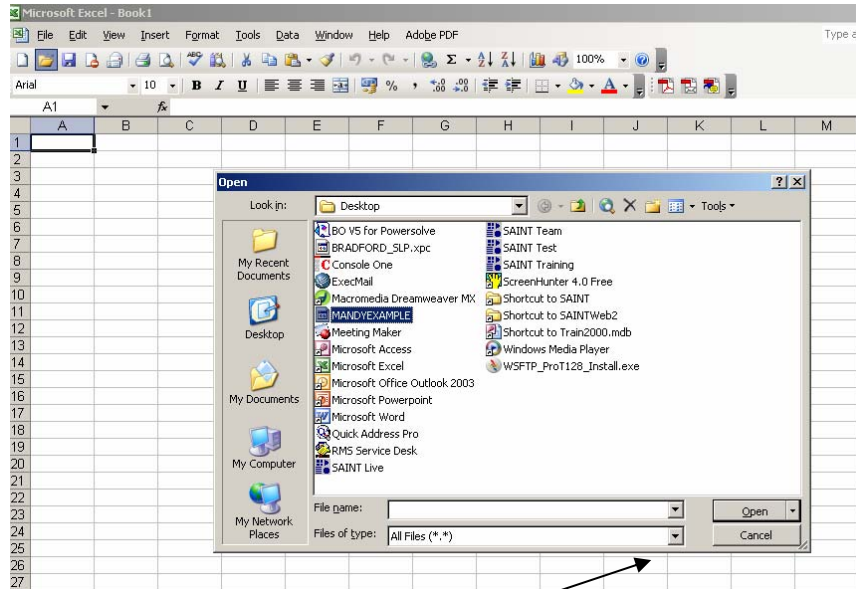 Microsoft Excel - Book1
File Edit View Insert Format Tools Data Window Help Adobe PDF
Type a
100%
Arial 10 B I U %
A1 fx
A B C D E F G H I J K L M
1
2
3
Open
4
Look in: Desktop Tools
5
6
BO V5 for Powersolve SAINT Team
7
BRADFORD_SLP.xpc SAINT Test
8
My Recent Documents
Console One SAINT Training
9
ExecMail ScreenHunter 4.0 Free
10
Macromedia Dreamweaver MX Shortcut to SAINT
11
MANDYEXAMPLE Shortcut to SAINTWeb2
12
Desktop
Meeting Maker Shortcut to Train2000.mdb
13
Microsoft Access Windows Media Player
14
Microsoft Excel WSFTP_ProT128_Install.exe
15
Microsoft Office Outlook 2003
16
My Documents
Microsoft Powerpoint
17
Microsoft Word
18
Quick Address Pro
19
RMS Service Desk
20
My Computer
SAINT Live
21
22
File name: Open
23
My Network Places
24
Files of type: All Files (*.*) Cancel
25
26
27